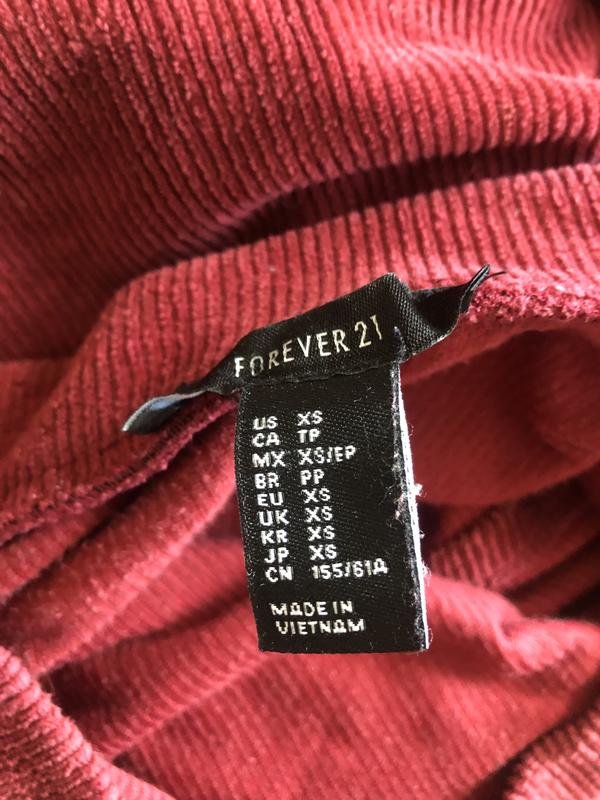 FOREVER 21
US XS
CA TP
MX XS/EP
BR PP
EU XS
UK XS
KR XS
JP XS
CN 155/61A
MADE IN
VIETNAM